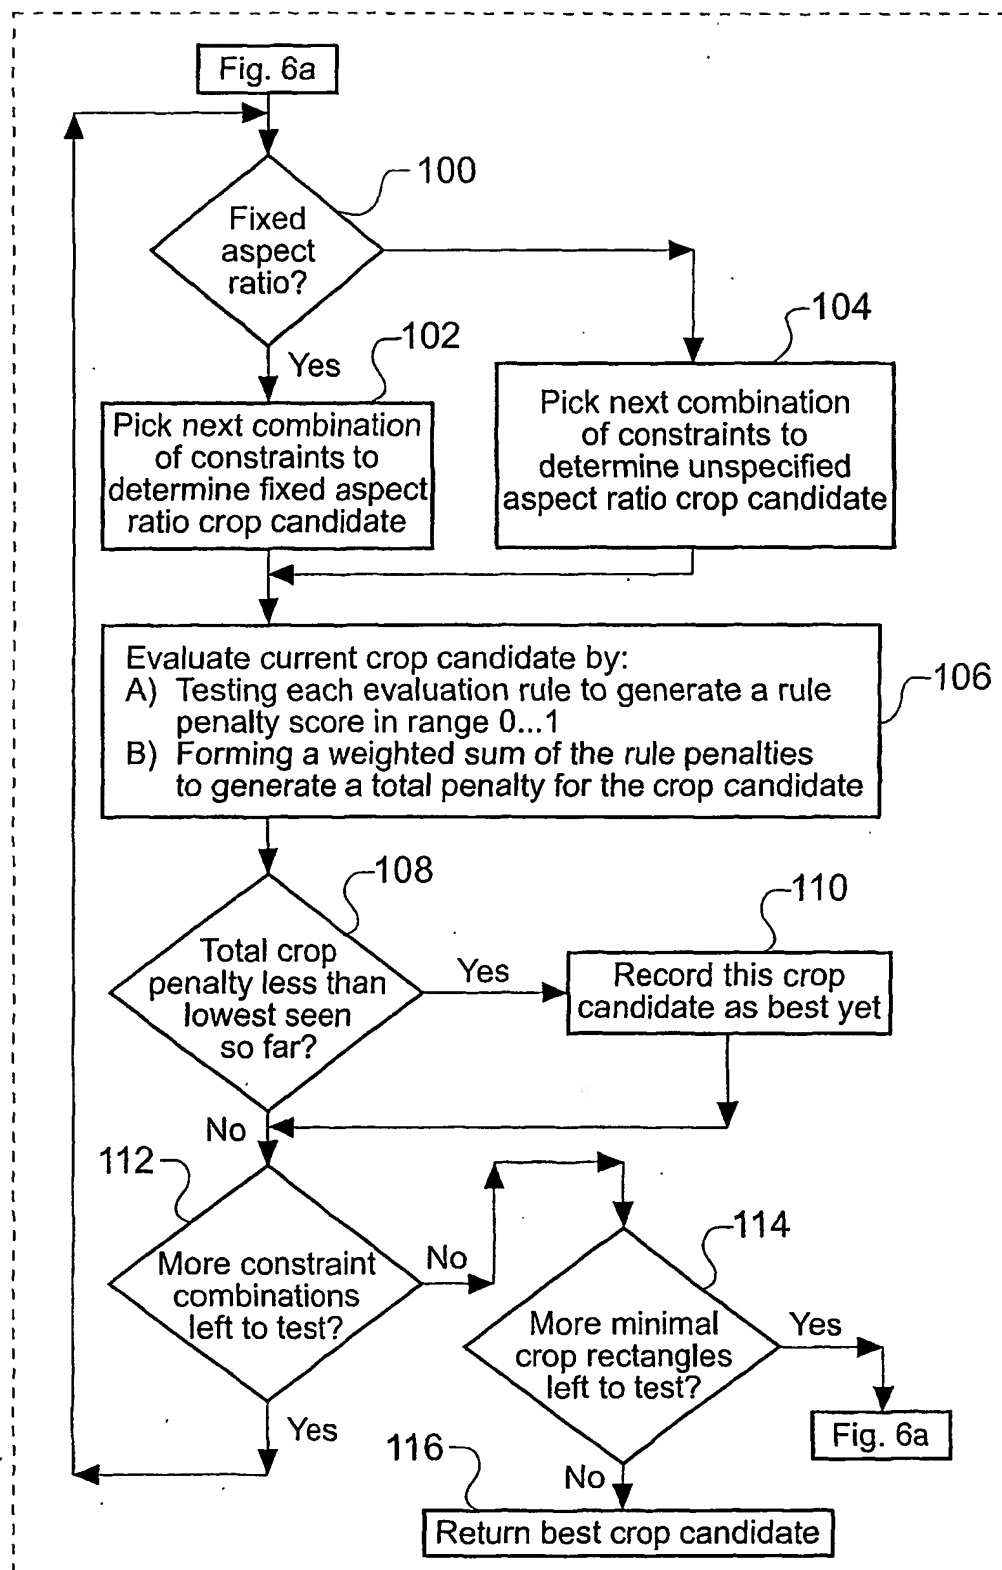 Fig. 6a
100
Fixed
aspect
ratio?
104
102
Yes
Pick next combination
of constraints to
determine fixed aspect
ratio crop candidate
Pick next combination
of constraints to
determine unspecified
aspect ratio crop candidate
106
Evaluate current crop candidate by:
A) Testing each evaluation rule to generate a rule
penalty score in range 0...1
B) Forming a weighted sum of the rule penalties
to generate a total penalty for the crop candidate
108
110
Total crop
penalty less than
lowest seen
so far?
Yes
Record this crop
candidate as best yet
No
112
More constraint
combinations
left to test?
No
114
More minimal
crop rectangles
left to test?
Yes
Fig. 6a
Yes
116
No
Return best crop candidate